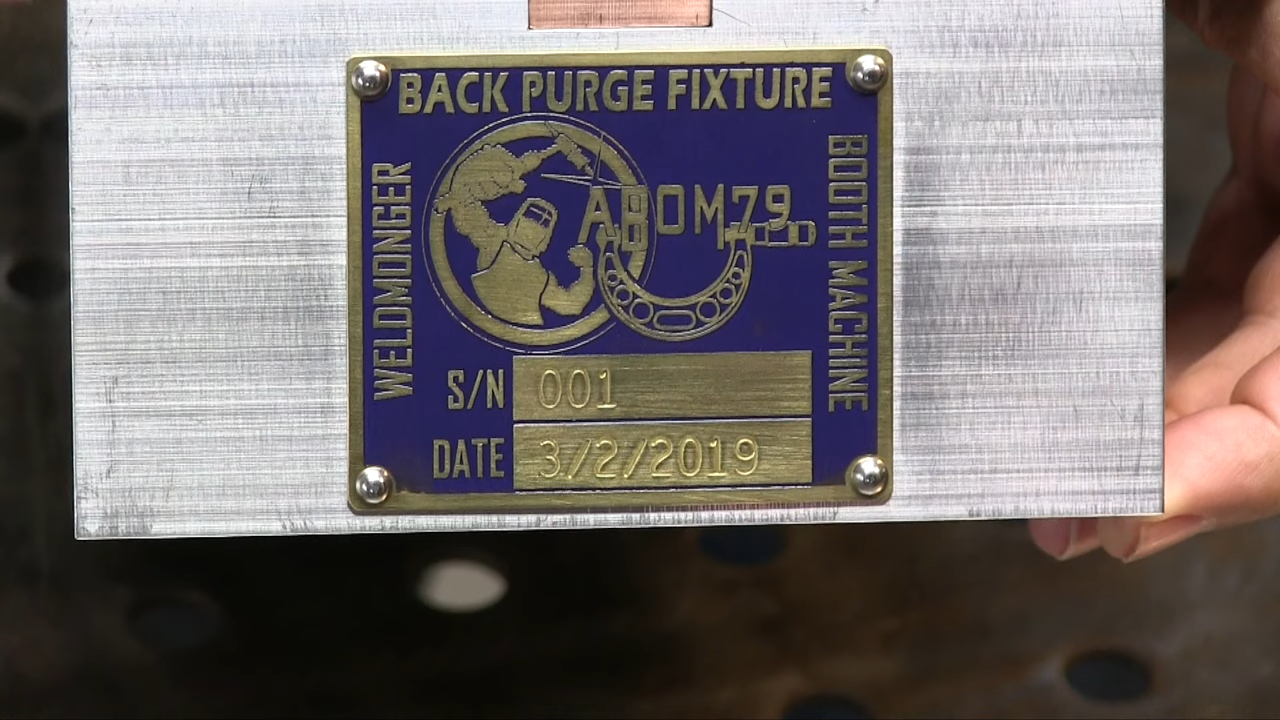 BACK PURGE FIXTURE
WELDMONGER
ABOM79
BOOTH MACHINE
S/N 001
DATE 3/2/2019